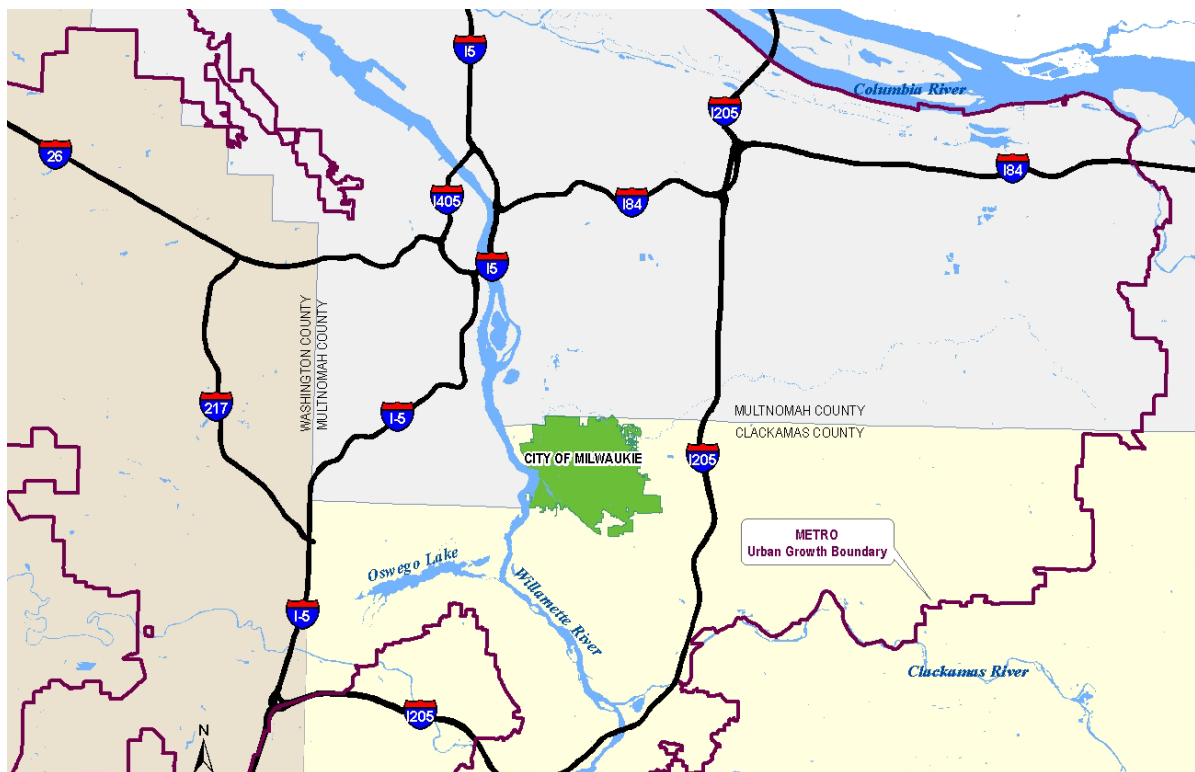 I5
Columbia River
I205
26
I84
I405
I84
I5
WASHINGTON COUNTY
MULTNOMAH COUNTY
217
I-5
MULTNOMAH COUNTY
CLACKAMAS COUNTY
CITY OF MILWAUKIE
I205
METRO
Urban Growth Boundary
Oswego Lake
Willamette River
I-5
Clackamas River
I205
N